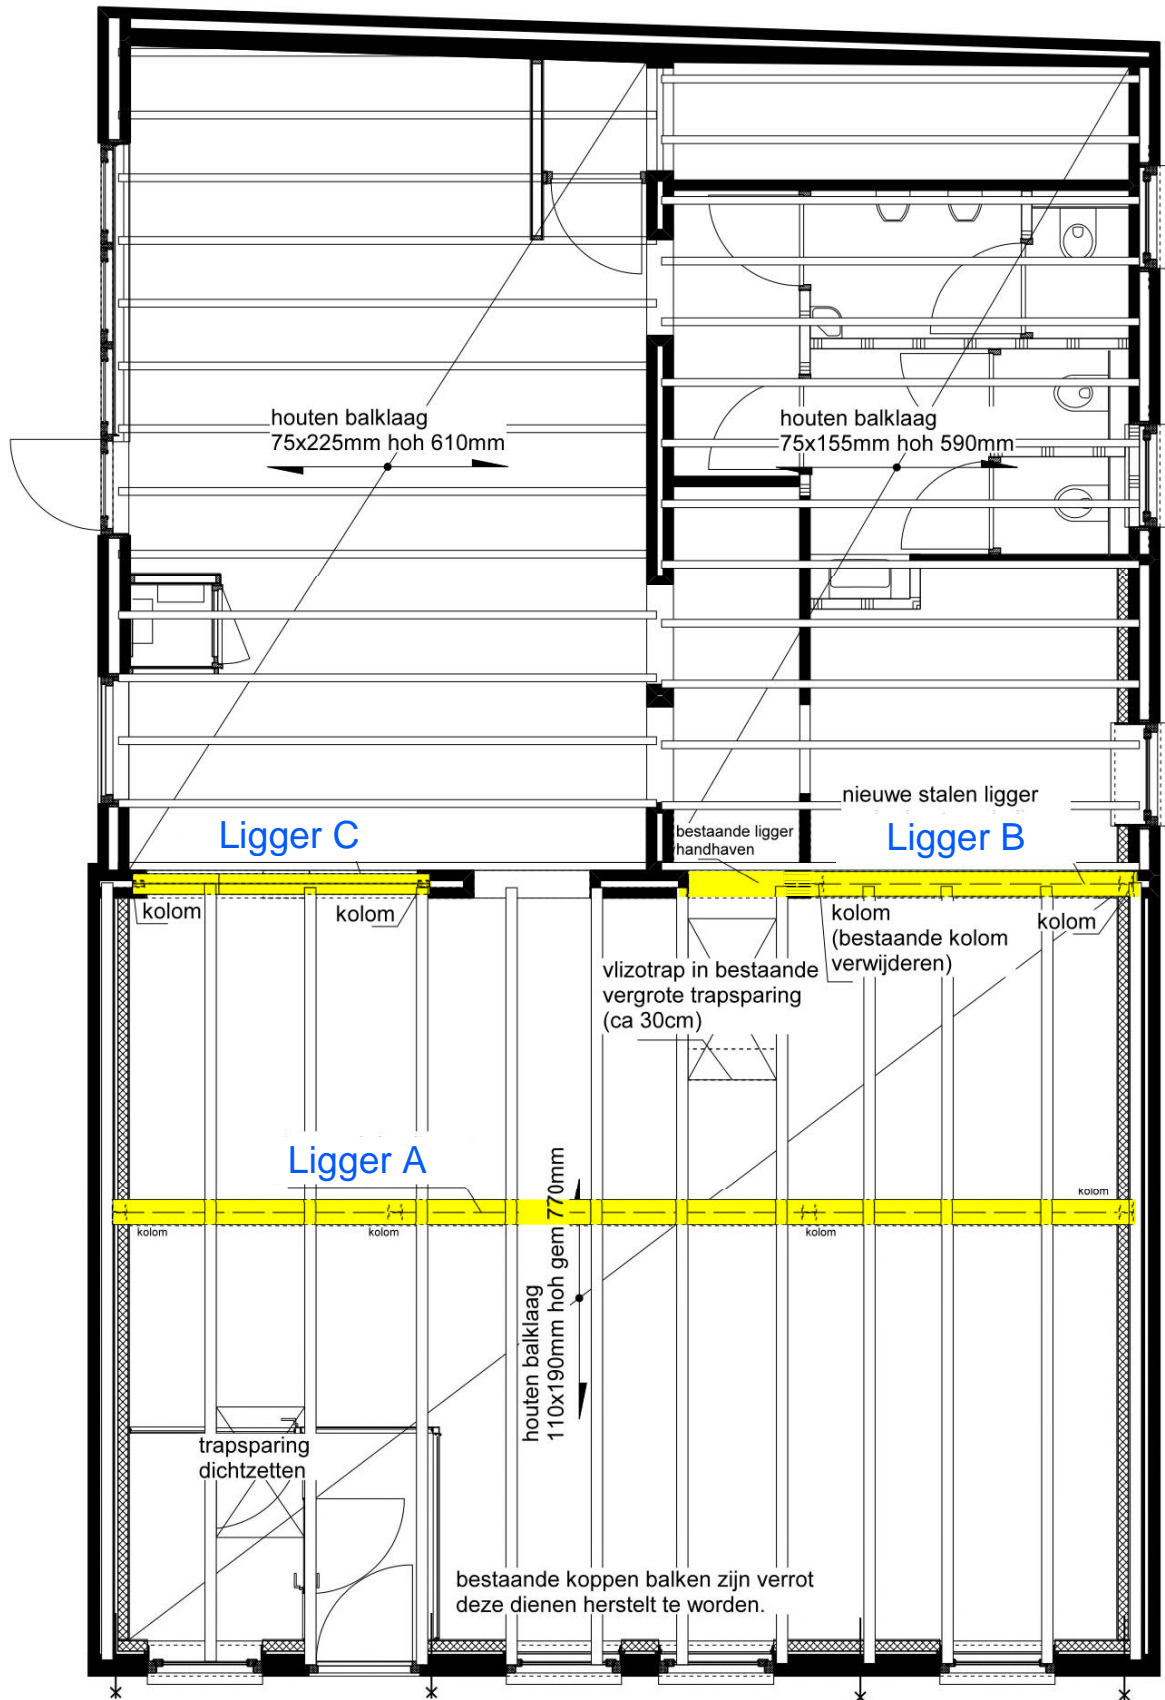 houten balklaag
75x225mm hoh 610mm
houten balklaag
75x155mm hoh 590mm
nieuwe stalen ligger
Ligger C
bestaande ligger
handhaven
Ligger B
kolom
kolom
kolom
(bestaande kolom
verwijderen)
kolom
vlizotrap in bestaande
vergrote trapsparing
(ca 30cm)
Ligger A
kolom
kolom
kolom
kolom
houten balklaag
110x190mm hoh gem 770mm
trapsparing
dichtzetten
bestaande koppen balken zijn verrot
deze dienen herstelt te worden.